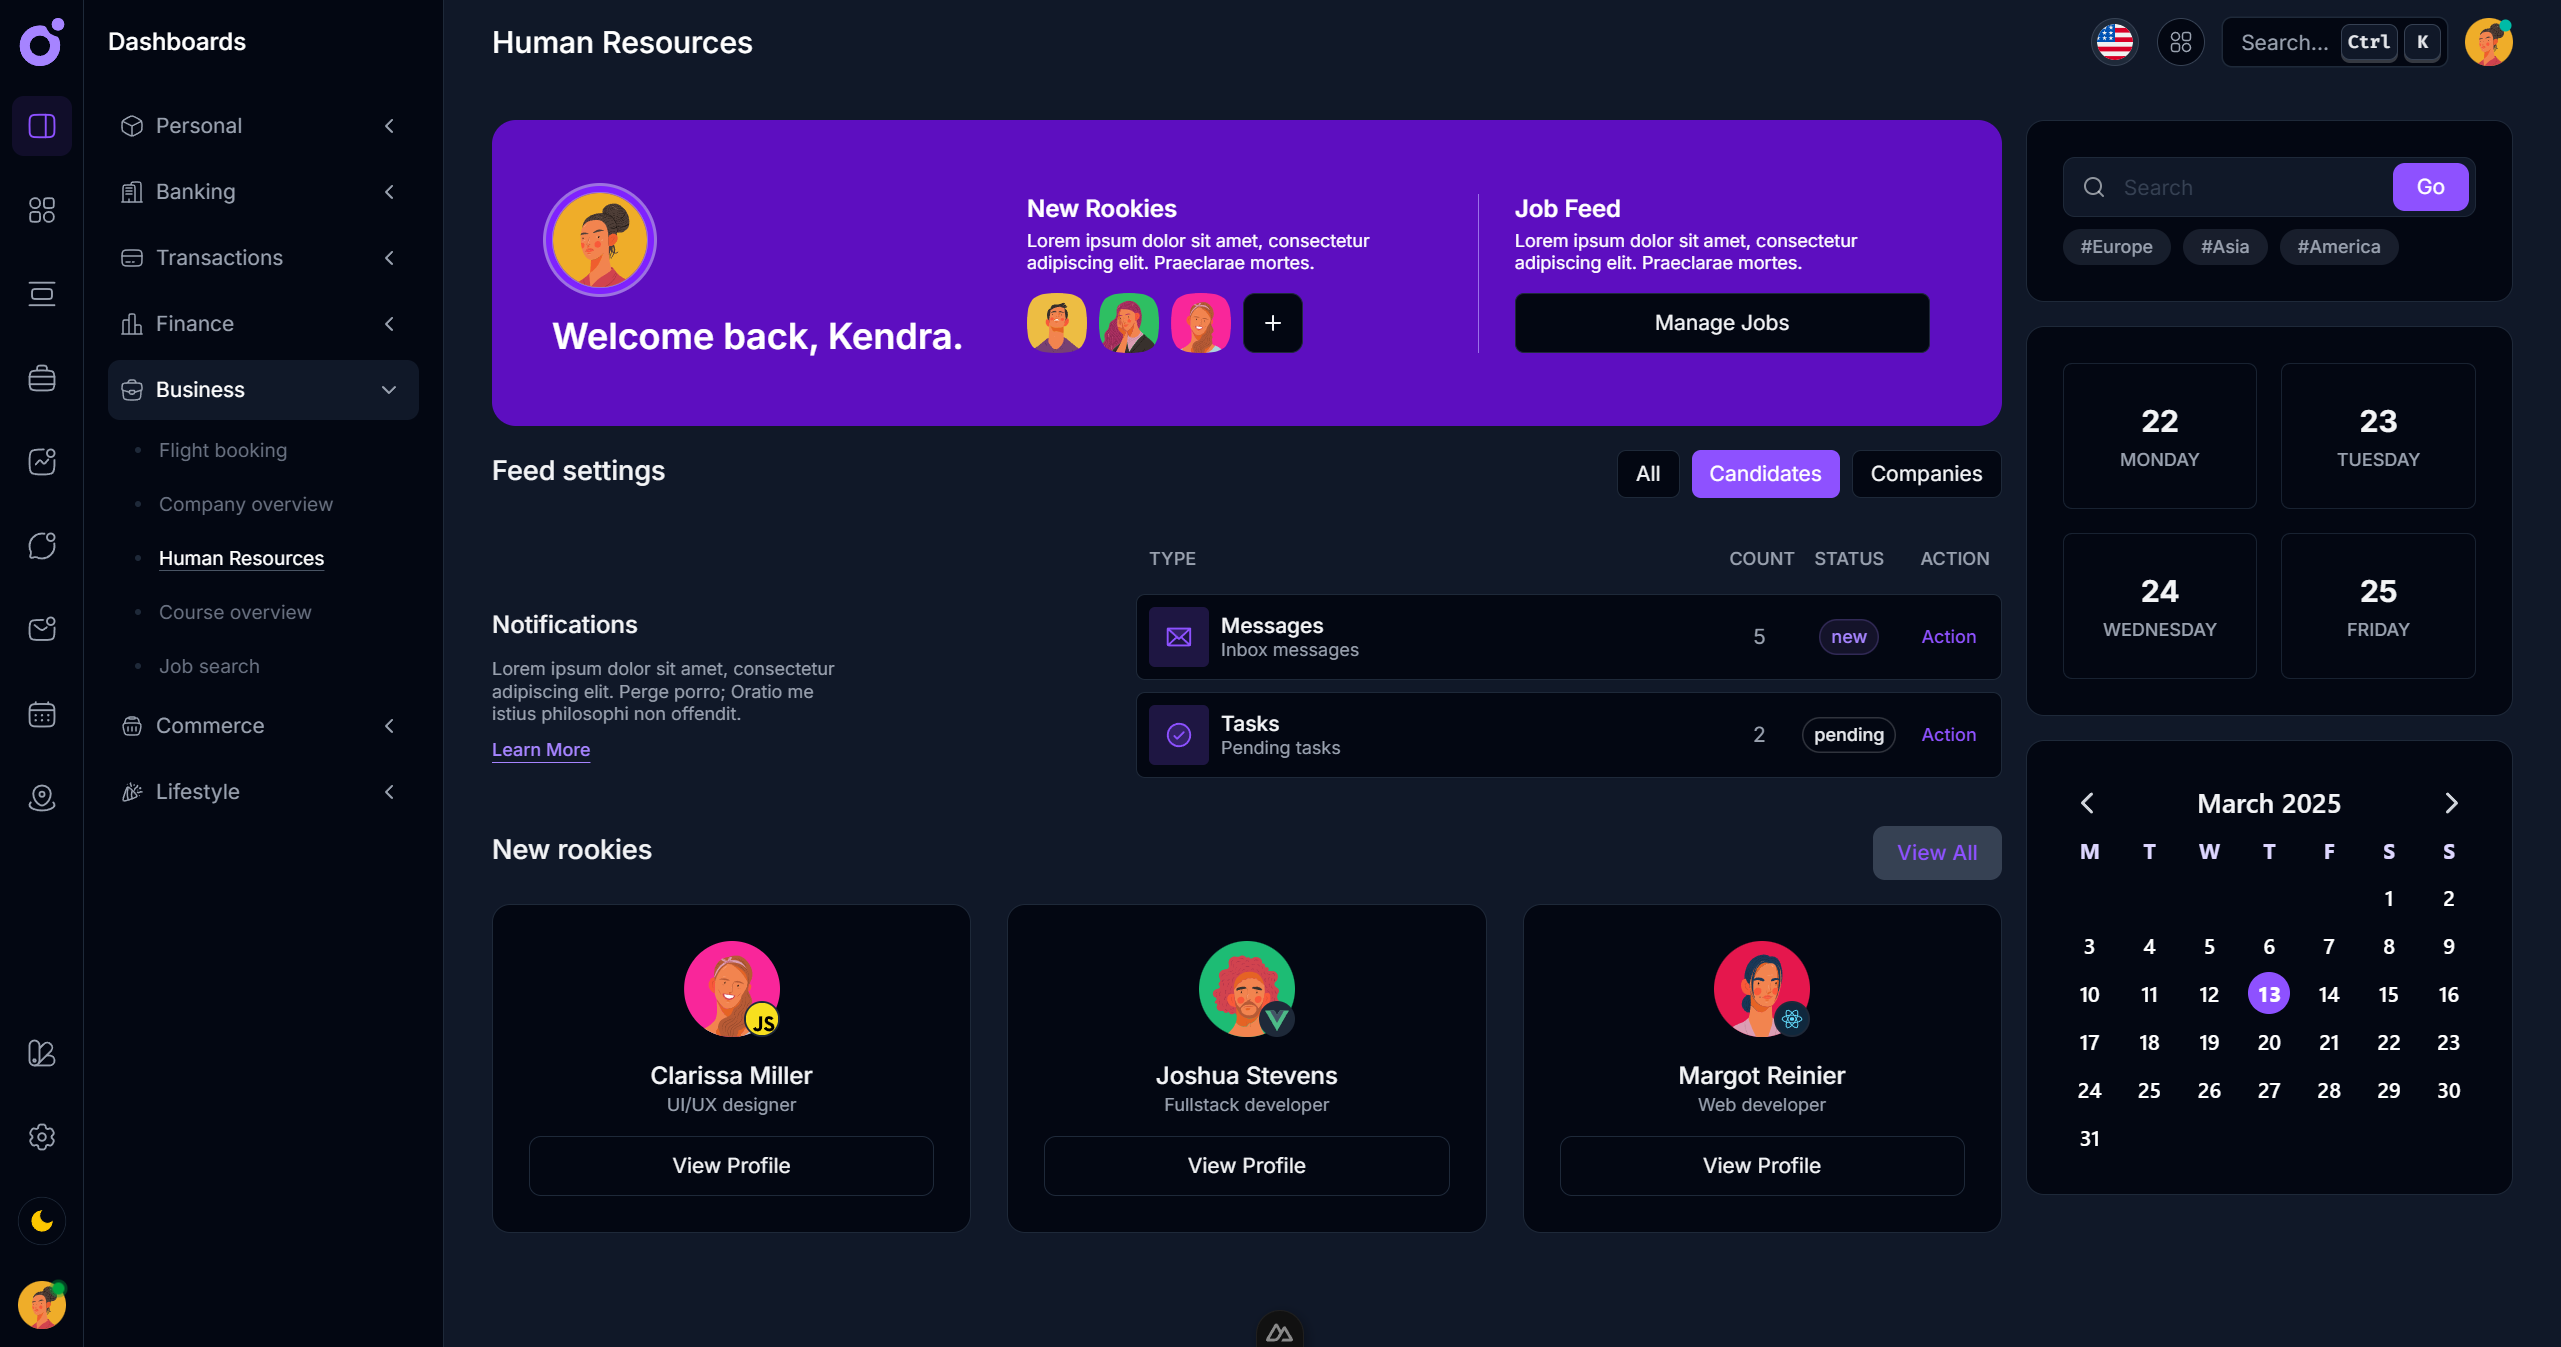 Dashboards
Personal
Banking
Transactions
Finance
Business
Flight booking
Company overview
Human Resources
Course overview
Job search
Commerce
Lifestyle
Human Resources
Search...
Ctrl
K
Welcome back, Kendra.
New Rookies
Lorem ipsum dolor sit amet, consectetur
adipiscing elit. Praeclarae mortes.
Job Feed
Lorem ipsum dolor sit amet, consectetur
adipiscing elit. Praeclarae mortes.
Manage Jobs
Feed settings
All
Candidates
Companies
Notifications
Lorem ipsum dolor sit amet, consectetur
adipiscing elit. Perge porro; Oratio me
istius philosophi non offendit.
Learn More
TYPE COUNT STATUS ACTION
Messages
Inbox messages
5
new
Action
Tasks
Pending tasks
2
pending
Action
New rookies
View All
JS
Clarissa Miller
UI/UX designer
View Profile
Joshua Stevens
Fullstack developer
View Profile
Margot Reinier
Web developer
View Profile
Search
Go
#Europe
#Asia
#America
22
MONDAY
23
TUESDAY
24
WEDNESDAY
25
FRIDAY
March 2025
M T W T F S S
1 2
3 4 5 6 7 8 9
10 11 12 13 14 15 16
17 18 19 20 21 22 23
24 25 26 27 28 29 30
31